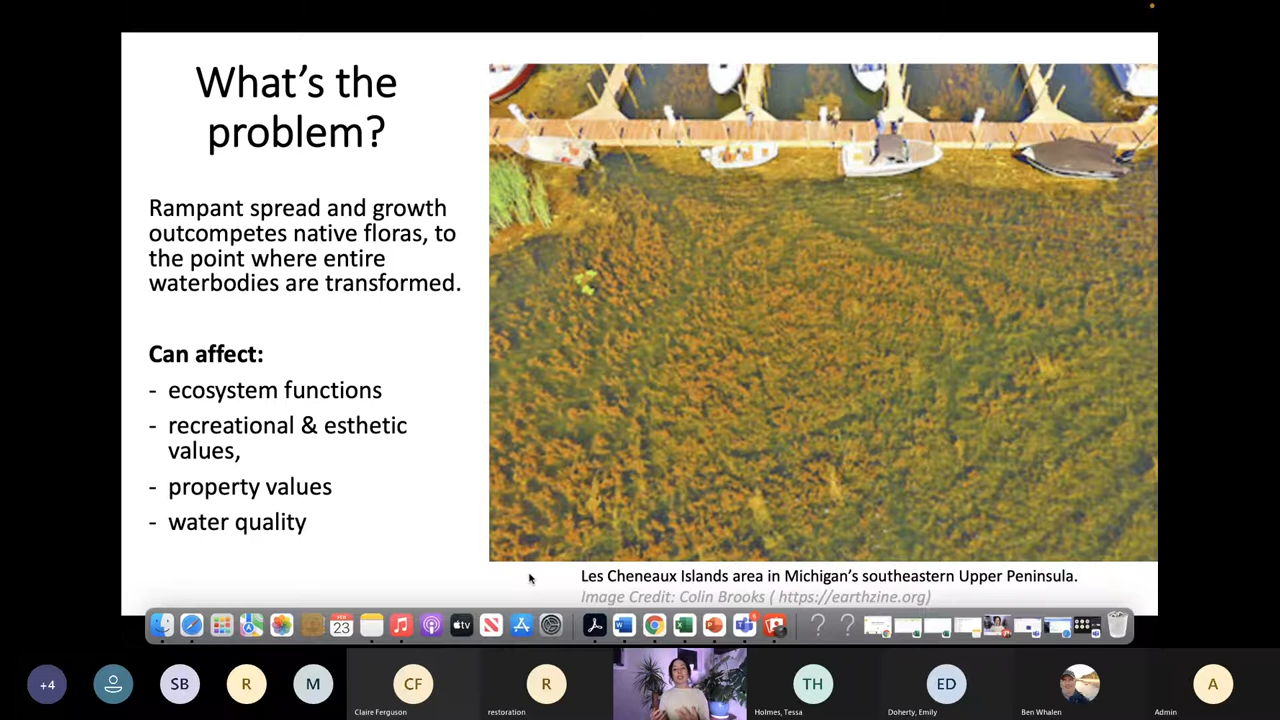 What's the
problem?
Rampant spread and growth
outcompetes native floras, to
the point where entire
waterbodies are transformed.
Can affect:
- ecosystem functions
- recreational & esthetic
values,
- property values
- water quality
Les Cheneaux Islands area in Michigan's southeastern Upper Peninsula.
Image Credit: Colin Brooks ( https://earthzine.org)
FEB
23
tv
+4
SB
R
M
CF
R
TH
ED
A
Claire Ferguson
restoration
Holmes, Tessa
Doherty, Emily
Ben Whalen
Admin